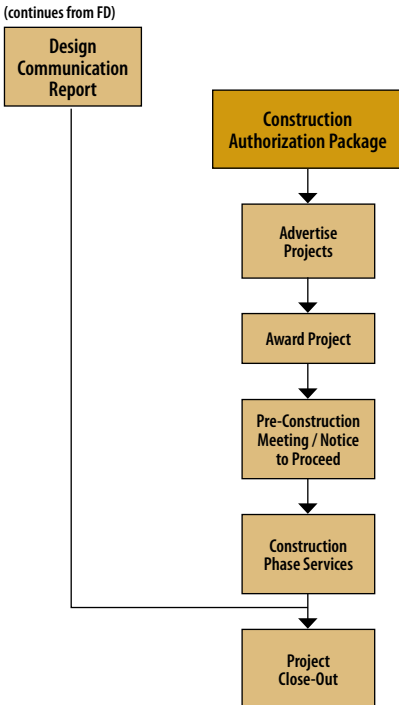 (continues from FD)
Design
Communication
Report
Construction
Authorization Package
Advertise
Projects
Award Project
Pre-Construction
Meeting / Notice
to Proceed
Construction
Phase Services
Project
Close-Out